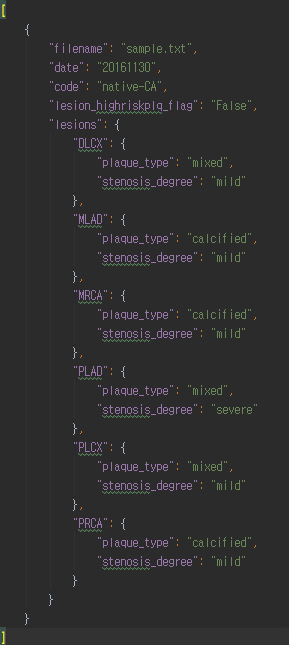 [
{
"filename": "sample.txt",
"date": "20161130",
"code": "native-CA",
"lesion_highriskplq_flag": "False",
"lesions": {
"DLCX": {
"plaque_type": "mixed",
"stenosis_degree": "mild"
},
"MLAD": {
"plaque_type": "calcified",
"stenosis_degree": "mild"
},
"MRCA": {
"plaque_type": "calcified",
"stenosis_degree": "mild"
},
"PLAD": {
"plaque_type": "mixed",
"stenosis_degree": "severe"
},
"PLCX": {
"plaque_type": "mixed",
"stenosis_degree": "mild"
},
"PRCA": {
"plaque_type": "calcified",
"stenosis_degree": "mild"
}
}
}
]